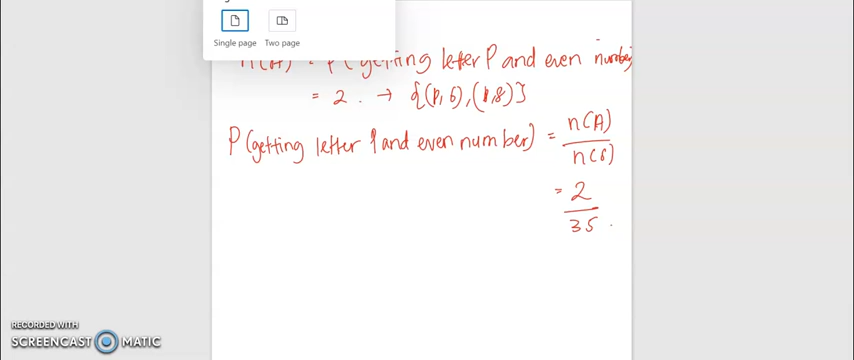 Single page Two page
n(A) = P(getting letter P and even number)
= 2 . → {(P, 6), (P, 8)}
P(getting letter P and even number) = n(A) / n(S)
= 2 / 35 .
RECORDED WITH
SCREENCAST MATIC